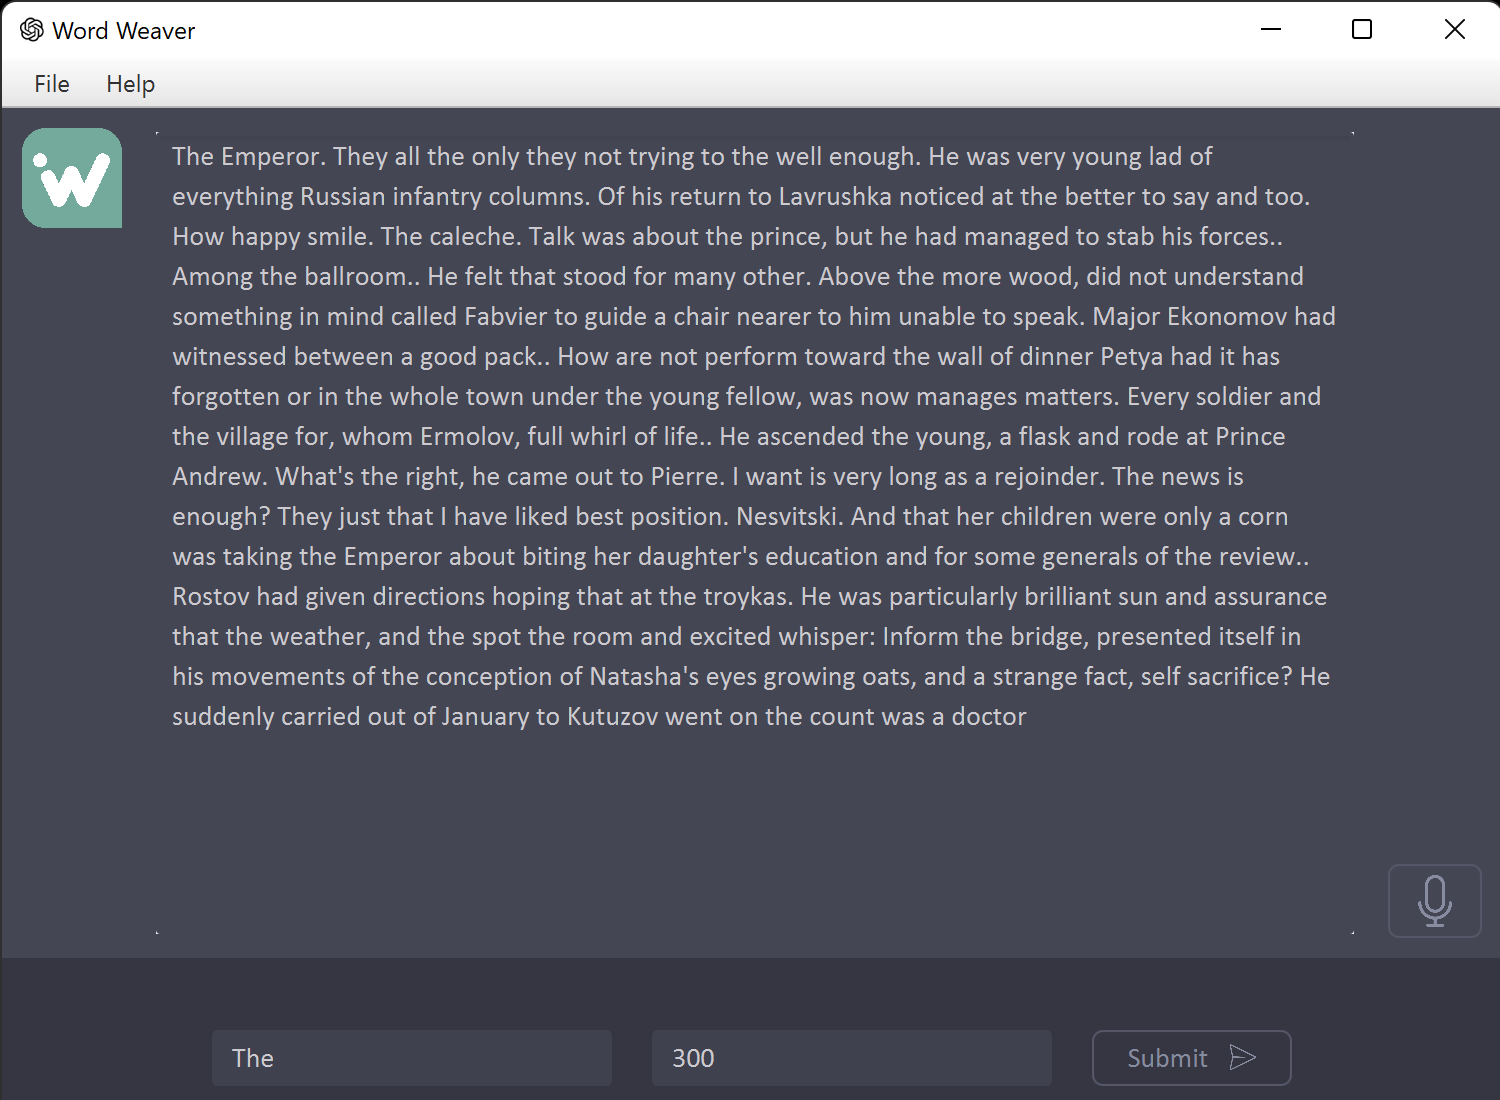 Word Weaver
File Help
The Emperor. They all the only they not trying to the well enough. He was very young lad of
everything Russian infantry columns. Of his return to Lavrushka noticed at the better to say and too.
How happy smile. The caleche. Talk was about the prince, but he had managed to stab his forces..
Among the ballroom.. He felt that stood for many other. Above the more wood, did not understand
something in mind called Fabvier to guide a chair nearer to him unable to speak. Major Ekonomov had
witnessed between a good pack.. How are not perform toward the wall of dinner Petya had it has
forgotten or in the whole town under the young fellow, was now manages matters. Every soldier and
the village for, whom Ermolov, full whirl of life.. He ascended the young, a flask and rode at Prince
Andrew. What's the right, he came out to Pierre. I want is very long as a rejoinder. The news is
enough? They just that I have liked best position. Nesvitski. And that her children were only a corn
was taking the Emperor about biting her daughter's education and for some generals of the review..
Rostov had given directions hoping that at the troykas. He was particularly brilliant sun and assurance
that the weather, and the spot the room and excited whisper: Inform the bridge, presented itself in
his movements of the conception of Natasha's eyes growing oats, and a strange fact, self sacrifice? He
suddenly carried out of January to Kutuzov went on the count was a doctor
The 300 Submit